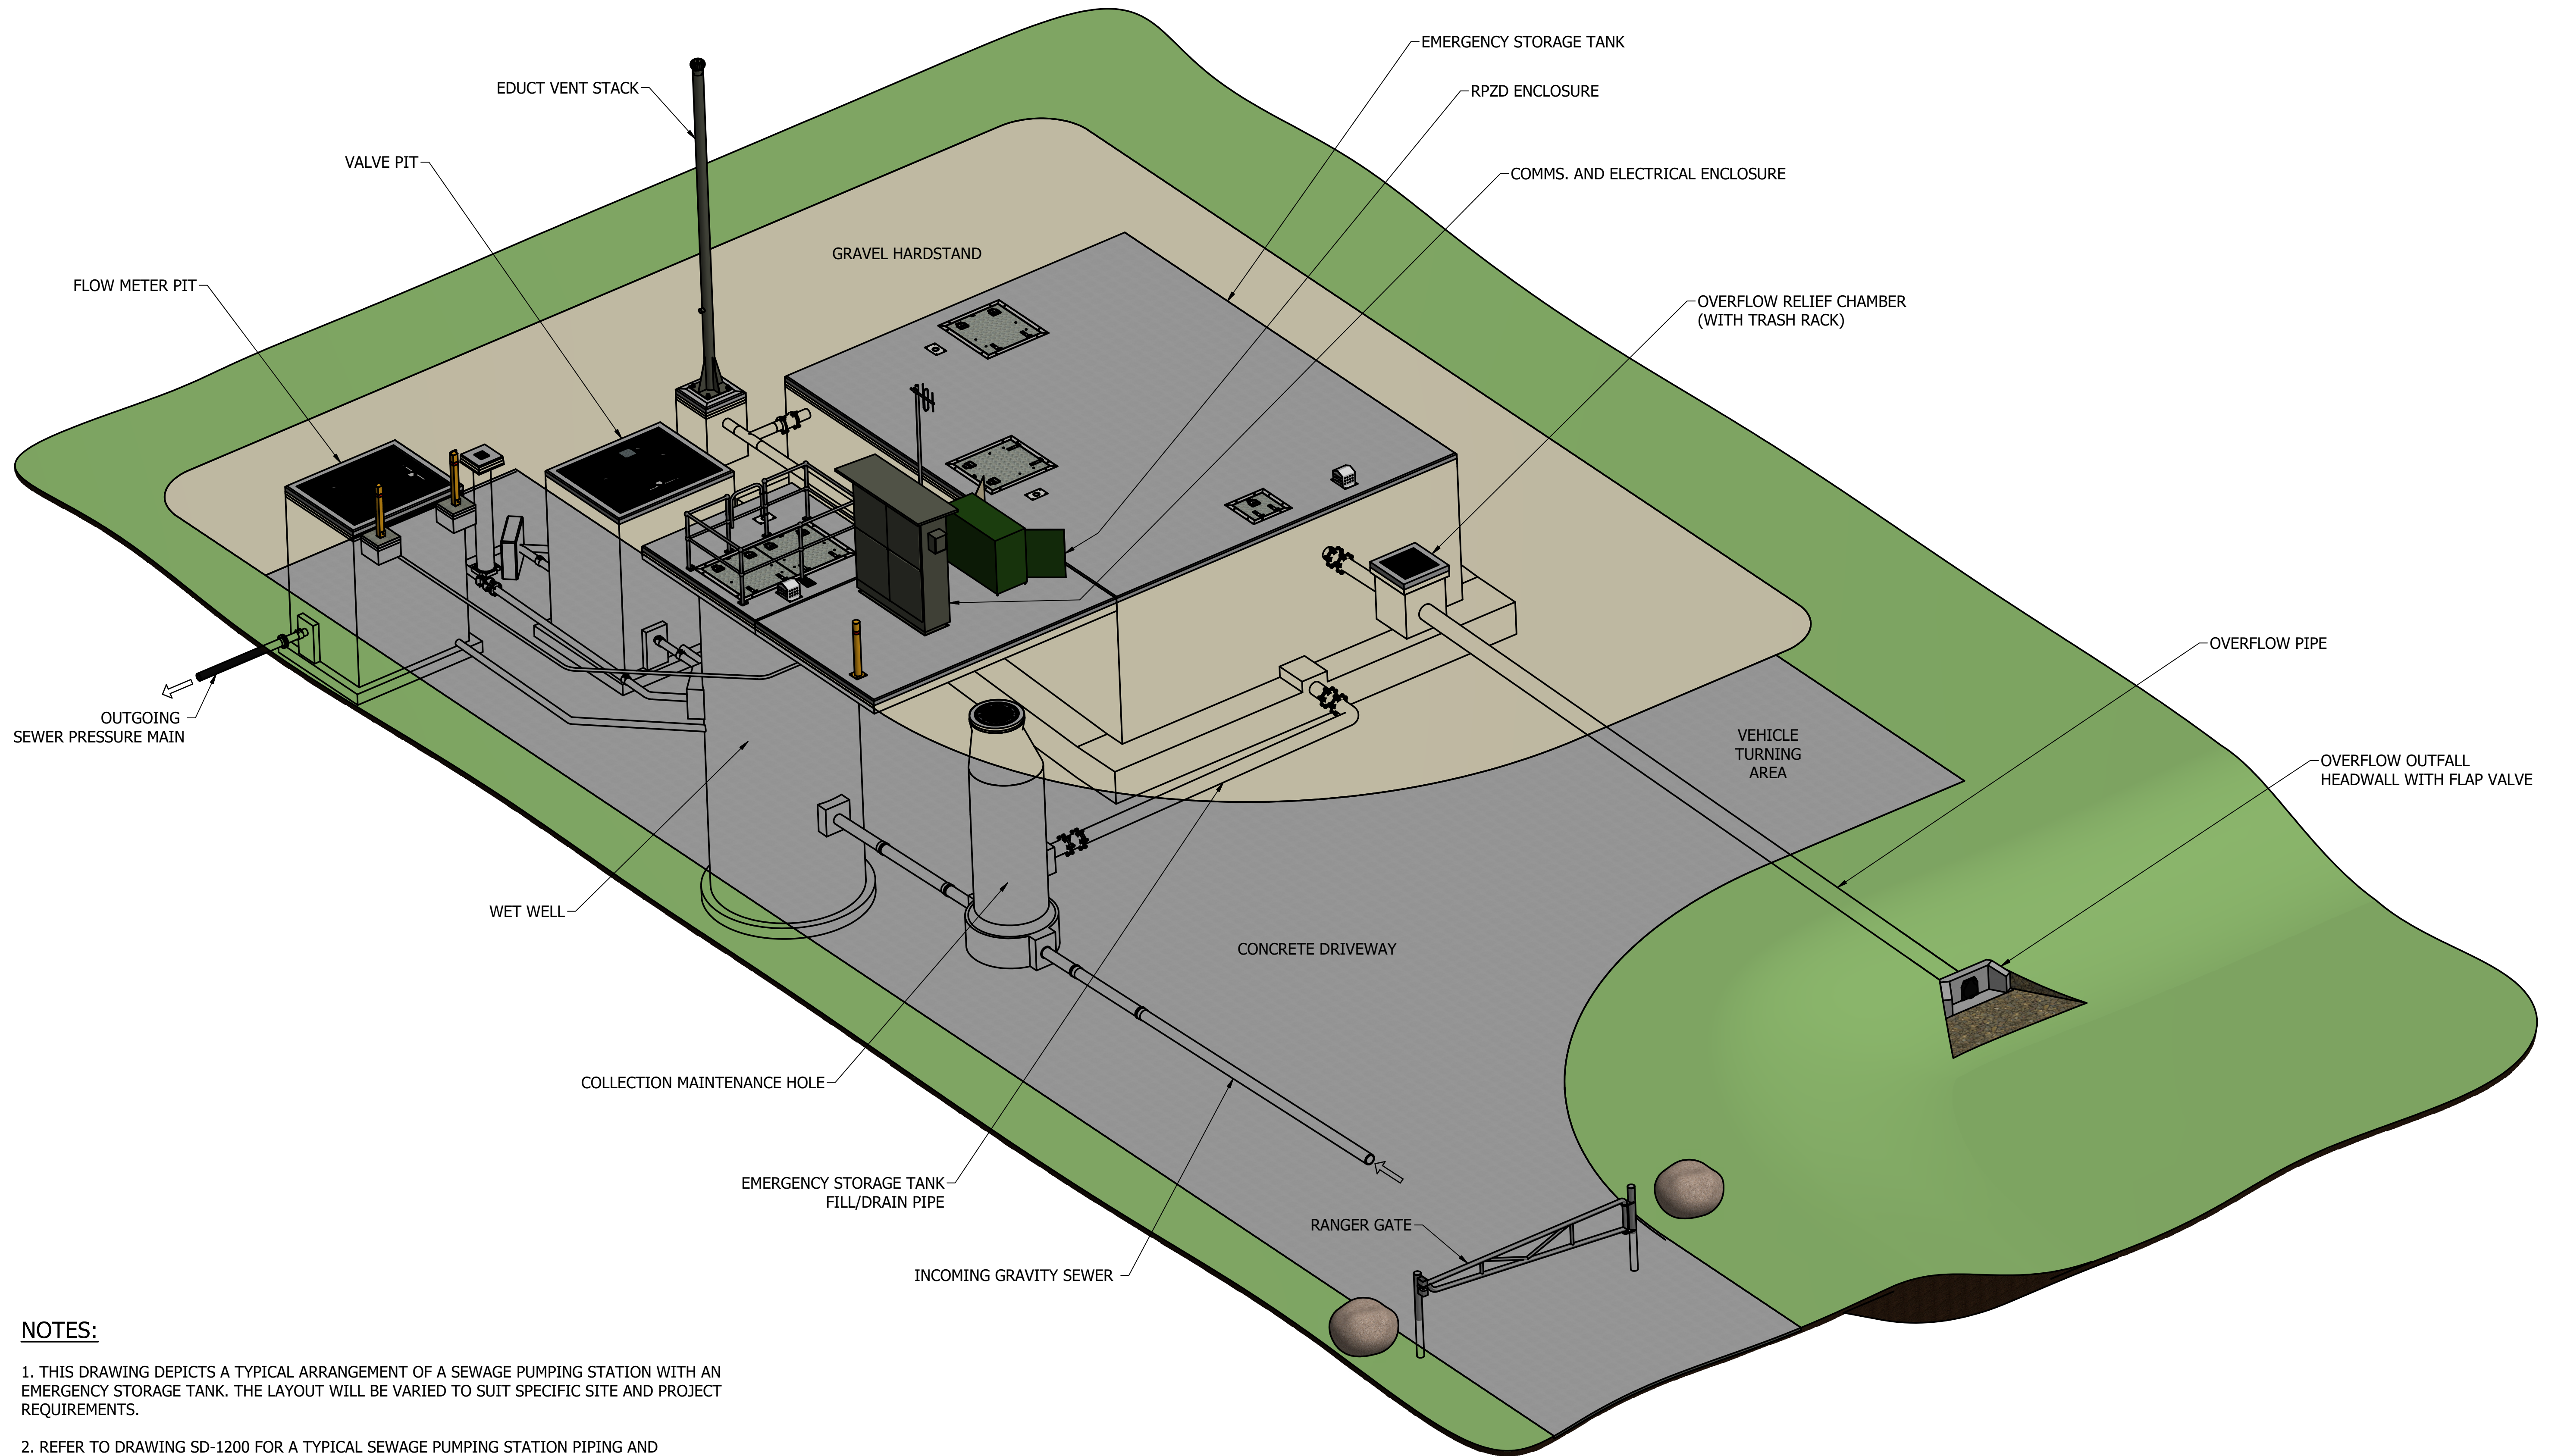 EMERGENCY STORAGE TANK
EDUCT VENT STACK
RPZD ENCLOSURE
VALVE PIT
COMMS. AND ELECTRICAL ENCLOSURE
GRAVEL HARDSTAND
FLOW METER PIT
OVERFLOW RELIEF CHAMBER
(WITH TRASH RACK)
OVERFLOW PIPE
OUTGOING
SEWER PRESSURE MAIN
VEHICLE
TURNING
AREA
OVERFLOW OUTFALL
HEADWALL WITH FLAP VALVE
WET WELL
CONCRETE DRIVEWAY
COLLECTION MAINTENANCE HOLE
EMERGENCY STORAGE TANK
FILL/DRAIN PIPE
RANGER GATE
INCOMING GRAVITY SEWER
NOTES:
1. THIS DRAWING DEPICTS A TYPICAL ARRANGEMENT OF A SEWAGE PUMPING STATION WITH AN
EMERGENCY STORAGE TANK. THE LAYOUT WILL BE VARIED TO SUIT SPECIFIC SITE AND PROJECT
REQUIREMENTS.
2. REFER TO DRAWING SD-1200 FOR A TYPICAL SEWAGE PUMPING STATION PIPING AND